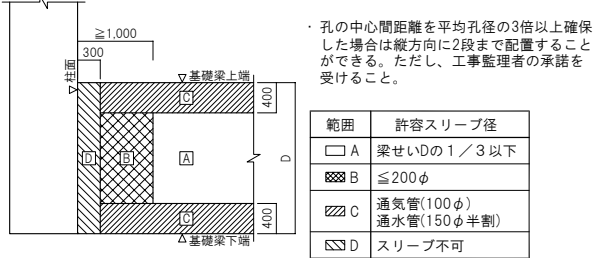 ≧1,000
300
▽柱面
▽基礎梁上端
400
C
D
B
A
D
C
400
△基礎梁下端
・孔の中心間距離を平均孔径の3倍以上確保
した場合は縦方向に2段まで配置すること
ができる。ただし、工事監理者の承諾を
受けること。
範囲 許容スリーブ径
A 梁せいDの1/3以下
B ≦200φ
C 通気管(100φ)
通水管(150φ半割)
D スリーブ不可